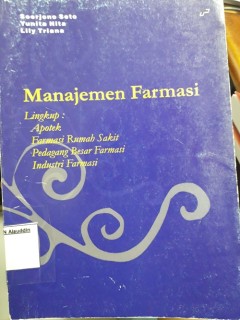 Soerjono Seto
Yunita Nita
Lily Triana
Manajemen Farmasi
Lingkup :
Apotek
Farmasi Rumah Sakit
Pedagang Besar Farmasi
Industri Farmasi